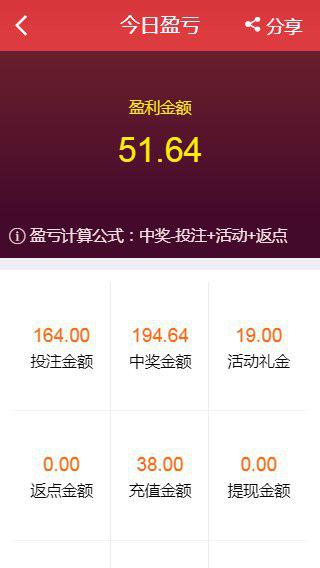 今日盈亏
分享
盈利金额
51.64
盈亏计算公式：中奖-投注+活动+返点
164.00 194.64 19.00
投注金额 中奖金额 活动礼金
0.00 38.00 0.00
返点金额 充值金额 提现金额